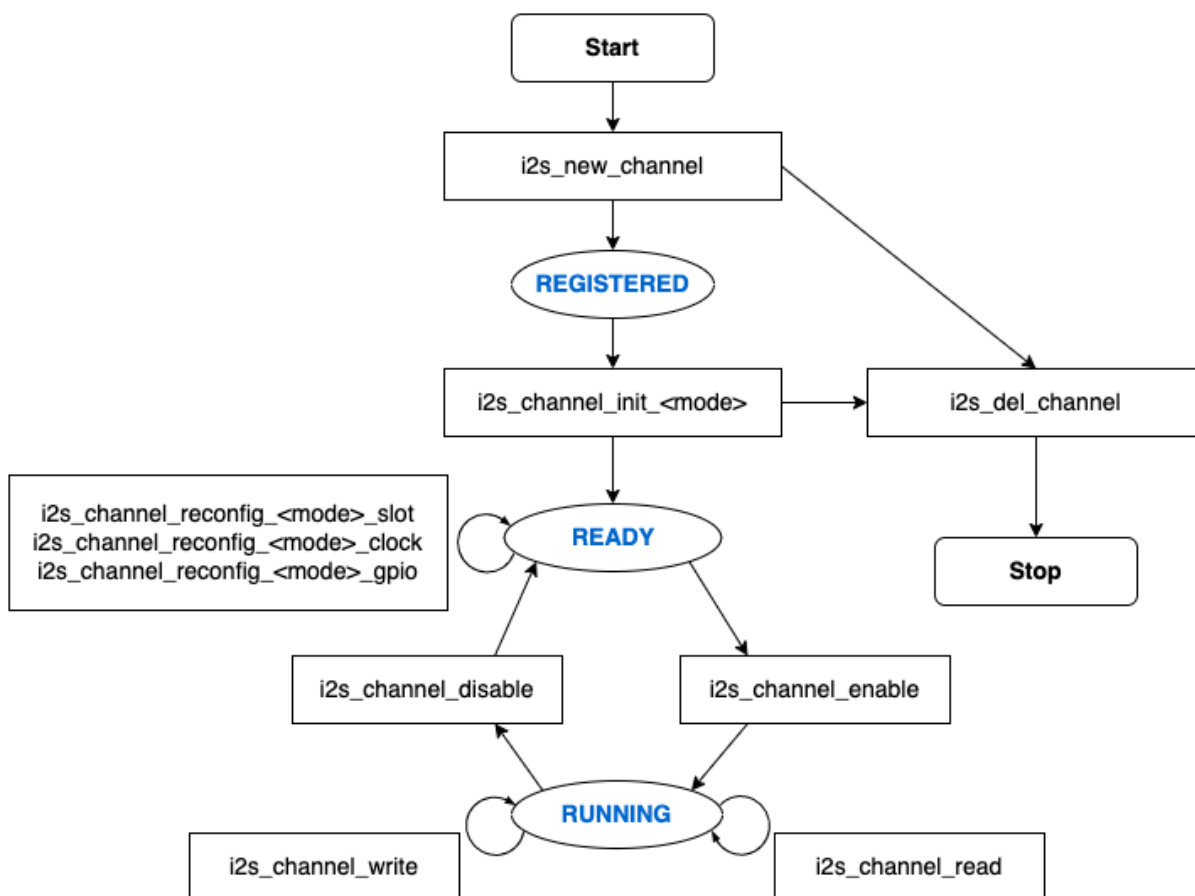 Start
i2s_new_channel
REGISTERED
i2s_channel_init_<mode>
i2s_del_channel
i2s_channel_reconfig_<mode>_slot
i2s_channel_reconfig_<mode>_clock
i2s_channel_reconfig_<mode>_gpio
READY
Stop
i2s_channel_disable
i2s_channel_enable
RUNNING
i2s_channel_write
i2s_channel_read